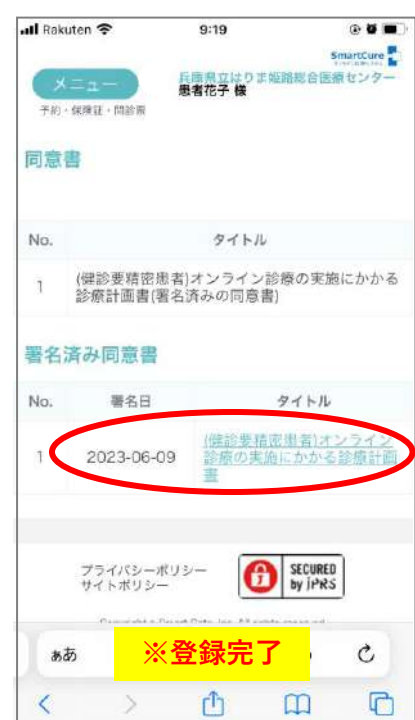 Rakuten 9:19
SmartCure
メニュー
予約・保険証・問診票
兵庫県立はりま姫路総合医療センター
患者花子 様
同意書
No. タイトル
1 (健診要精密患者)オンライン診療の実施にかかる
診療計画書(署名済みの同意書)
署名済み同意書
No. 署名日 タイトル
1 2023-06-09 (健診要精密患者)オンライン
診療の実施にかかる診療計画
書
プライバシーポリシー
サイトポリシー
SECURED
by JPRS
ぁあ
※登録完了